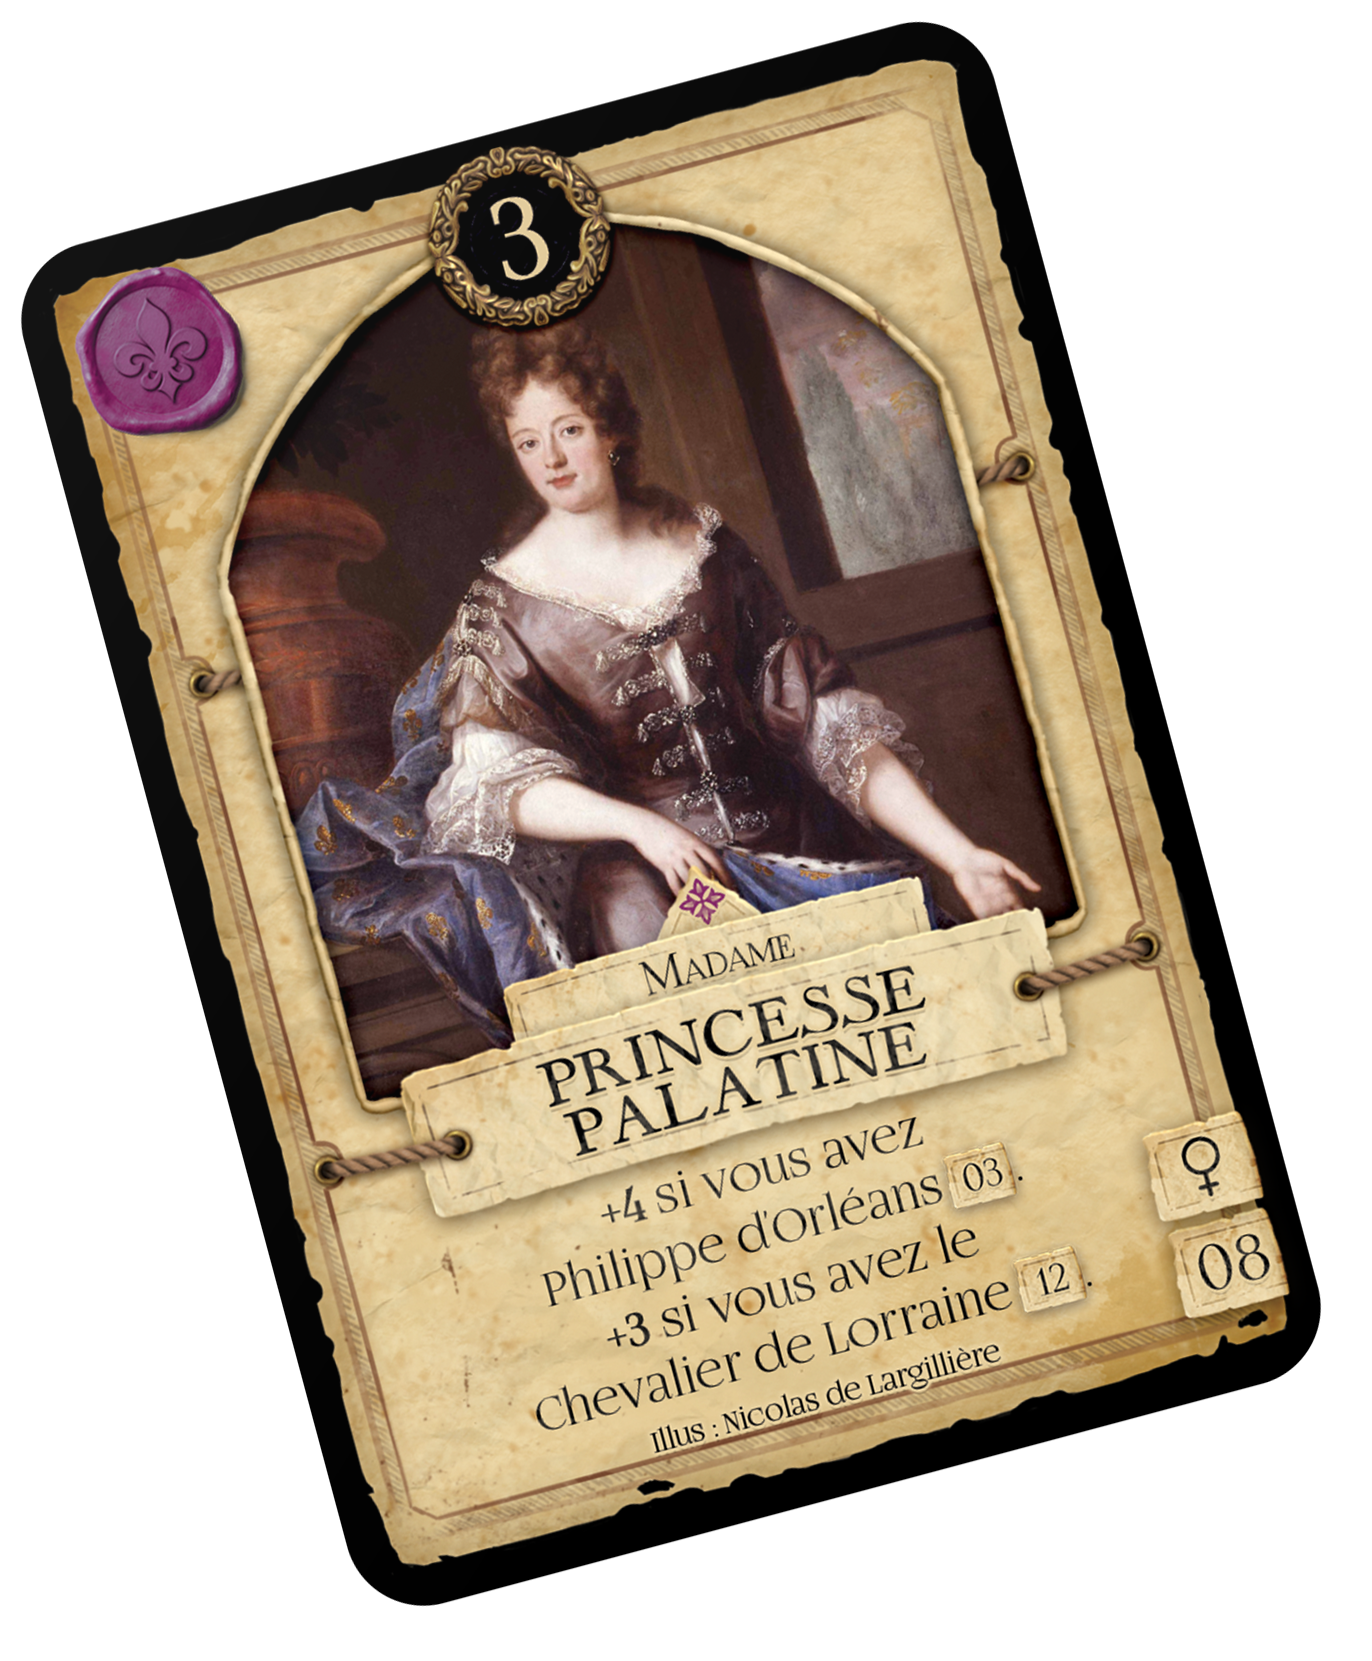 3
MADAME
PRINCESSE
PALATINE
+4 si vous avez
Philippe d'Orléans 03.
+3 si vous avez le
Chevalier de Lorraine 12.
Illus : Nicolas de Largillière
♀
08